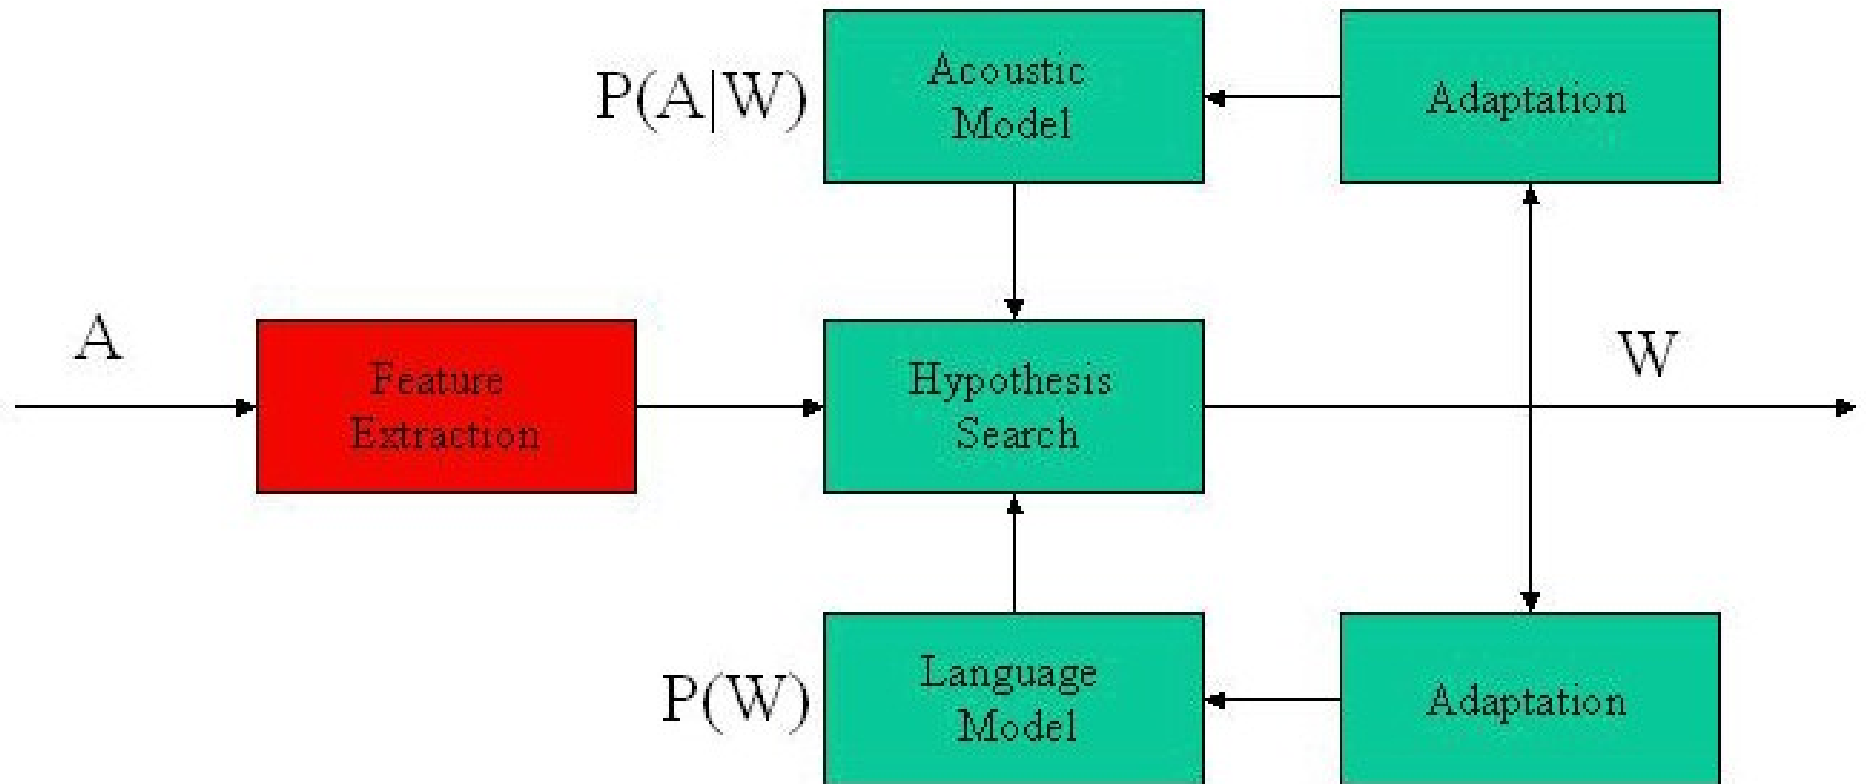 P(A|W)
Acoustic
Model
Adaptation
A
Feature
Extraction
Hypothesis
Search
W
P(W)
Language
Model
Adaptation